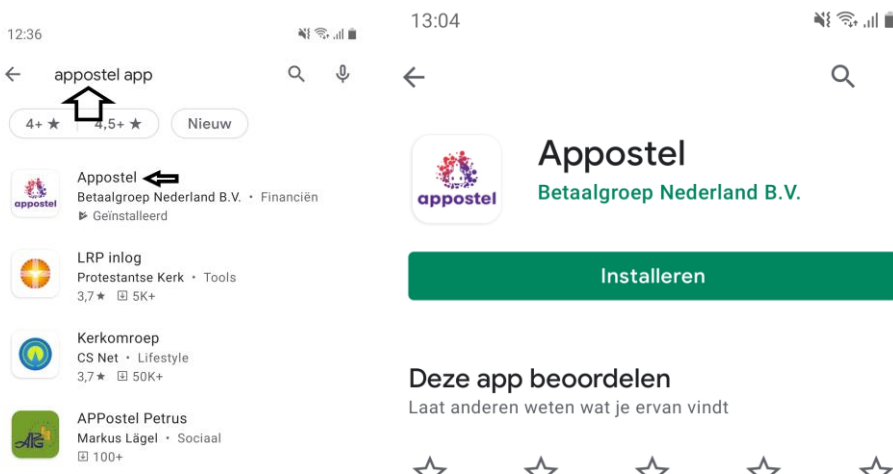 12:36
appostel app
4+ ★
4,5+ ★
Nieuw
appostel
Appostel
Betaalgroep Nederland B.V. • Financiën
Geïnstalleerd
LRP inlog
Protestantse Kerk • Tools
3,7 ★ 5K+
Kerkomroep
CS Net • Lifestyle
3,7 ★ 50K+
APG
APPostel Petrus
Markus Lägel • Sociaal
100+
13:04
appostel
Appostel
Betaalgroep Nederland B.V.
Installeren
Deze app beoordelen
Laat anderen weten wat je ervan vindt